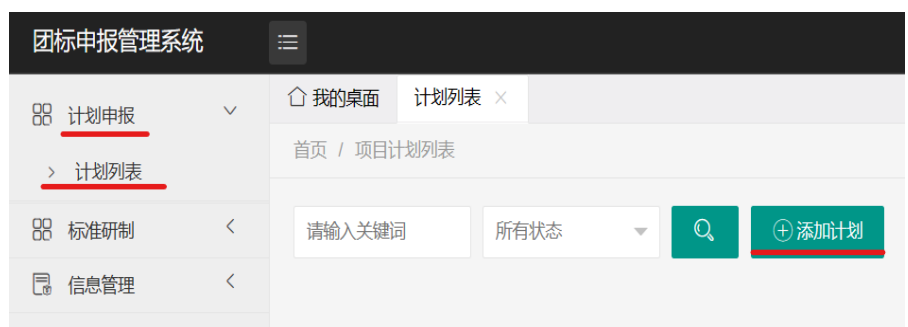 团标申报管理系统
计划申报
计划列表
标准研制
信息管理
我的桌面 计划列表
首页 / 项目计划列表
请输入关键词 所有状态 添加计划